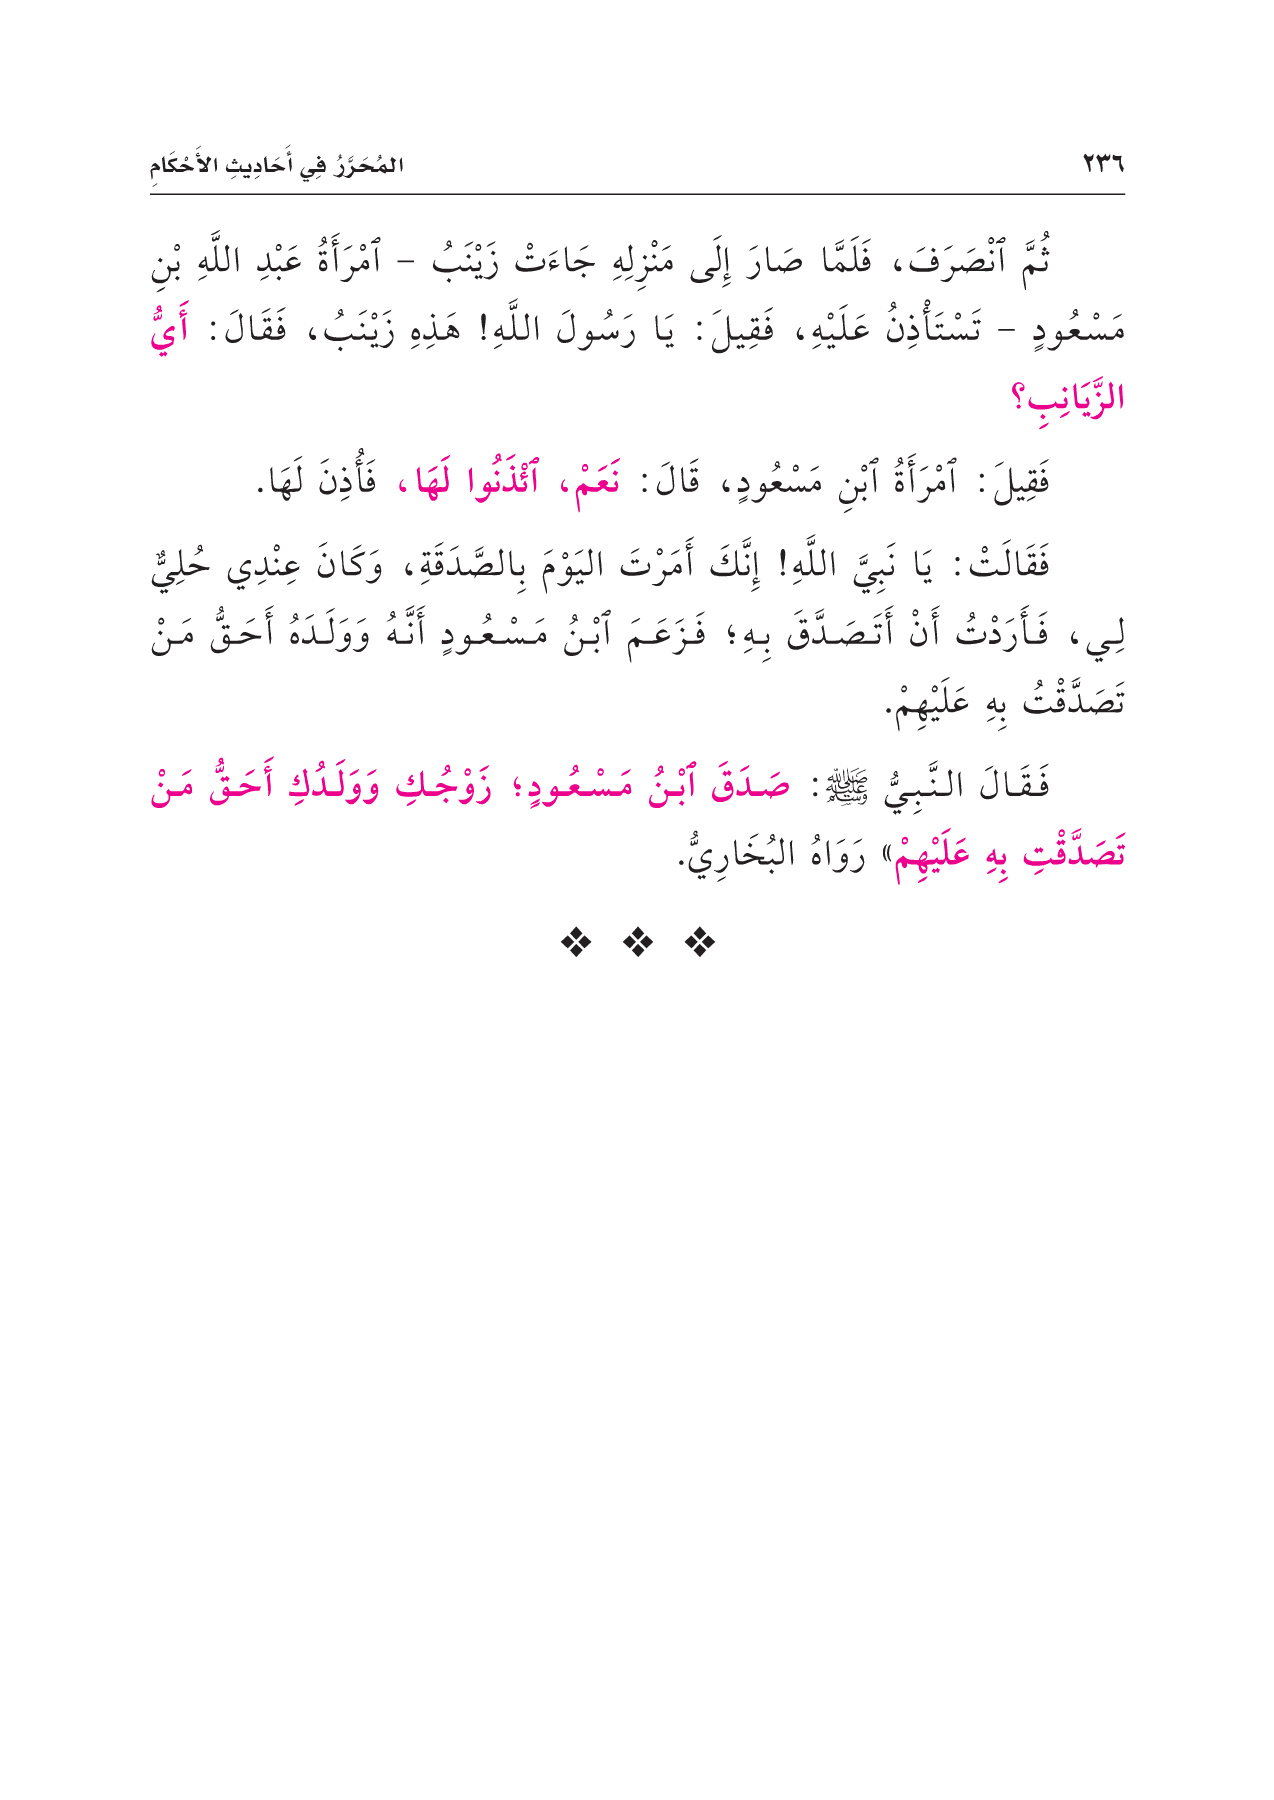 ٢٣٦ المُحَرَّرُ فِي أَحَادِيثِ الأَحْكَامِ
ثُمَّ ٱنْصَرَفَ، فَلَمَّا صَارَ إِلَى مَنْزِلِهِ جَاءَتْ زَيْنَبُ – ٱمْرَأَةُ عَبْدِ اللَّهِ بْنِ
مَسْعُودٍ – تَسْتَأْذِنُ عَلَيْهِ، فَقِيلَ: يَا رَسُولَ اللَّهِ! هَذِهِ زَيْنَبُ، فَقَالَ: أَيُّ
الزَّيَانِبِ؟
فَقِيلَ: ٱمْرَأَةُ ٱبْنِ مَسْعُودٍ، قَالَ: نَعَمْ، ٱئْذَنُوا لَهَا، فَأُذِنَ لَهَا.
فَقَالَتْ: يَا نَبِيَّ اللَّهِ! إِنَّكَ أَمَرْتَ اليَوْمَ بِالصَّدَقَةِ، وَكَانَ عِنْدِي حُلِيٌّ
لِي، فَأَرَدْتُ أَنْ أَتَصَدَّقَ بِهِ؛ فَزَعَمَ ٱبْنُ مَسْعُودٍ أَنَّهُ وَوَلَدَهُ أَحَقُّ مَنْ
تَصَدَّقْتُ بِهِ عَلَيْهِمْ.
فَقَالَ النَّبِيُّ ﷺ: صَدَقَ ٱبْنُ مَسْعُودٍ؛ زَوْجُكِ وَوَلَدُكِ أَحَقُّ مَنْ
تَصَدَّقْتِ بِهِ عَلَيْهِمْ» رَوَاهُ البُخَارِيُّ.